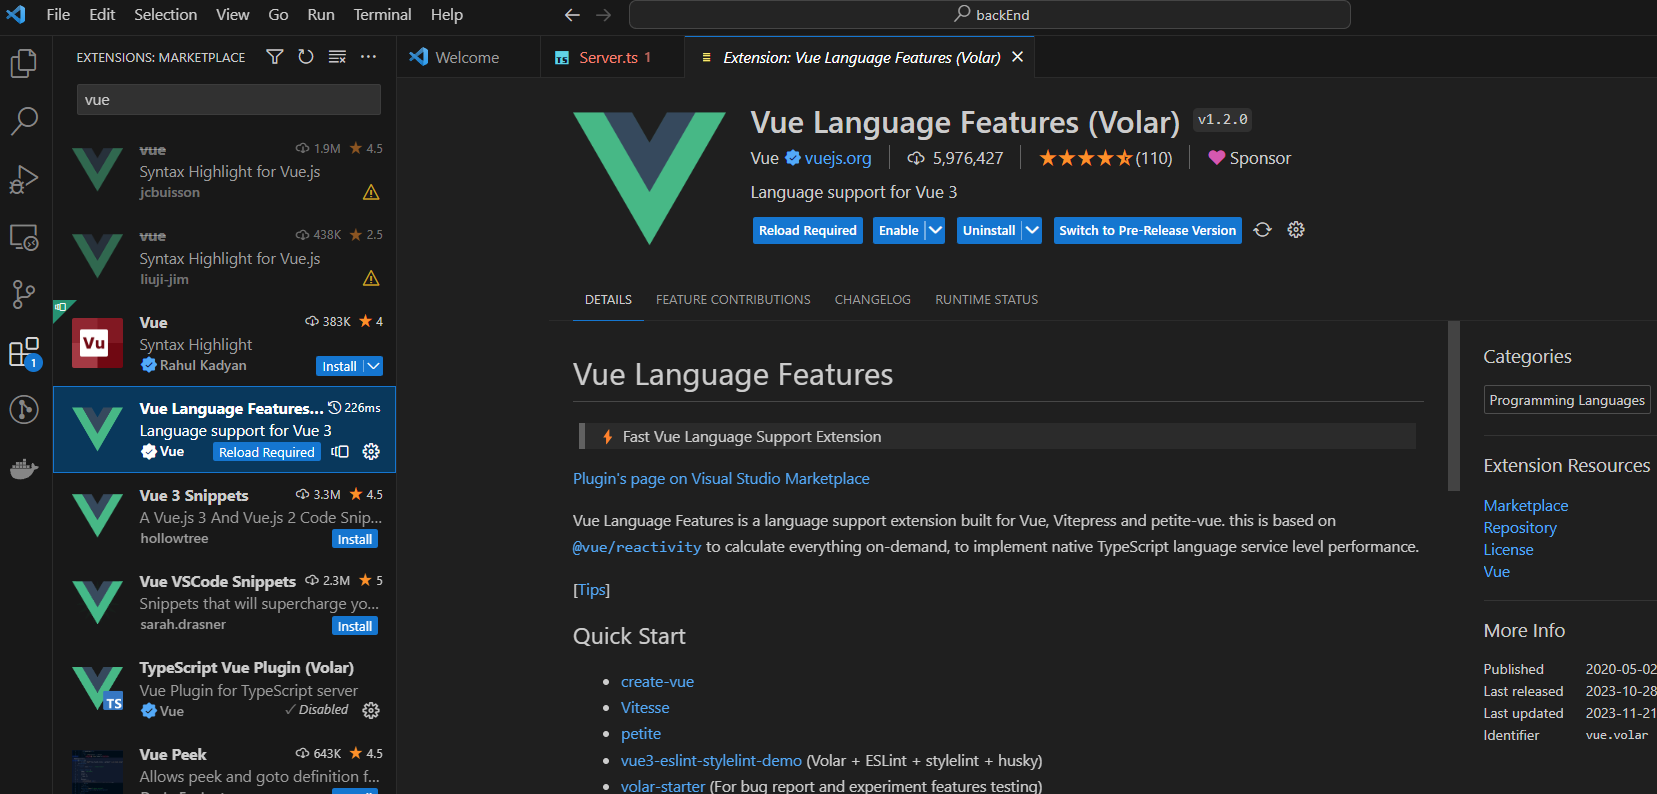 File Edit Selection View Go Run Terminal Help
backEnd
EXTENSIONS: MARKETPLACE
vue
vue 1.9M 4.5
Syntax Highlight for Vue.js
jcbuisson
vue 438K 2.5
Syntax Highlight for Vue.js
liuji-jim
Vu
Vue 383K 4
Syntax Highlight
Rahul Kadyan Install
Vue Language Features... 226ms
Language support for Vue 3
Vue Reload Required
1
Vue 3 Snippets 3.3M 4.5
A Vue.js 3 And Vue.js 2 Code Snip...
hollowtree Install
Vue VSCode Snippets 2.3M 5
Snippets that will supercharge yo...
sarah.drasner Install
TypeScript Vue Plugin (Volar)
Vue Plugin for TypeScript server
TS
Vue Disabled
Vue Peek 643K 4.5
Allows peek and goto definition f...
Welcome
TS Server.ts 1
Extension: Vue Language Features (Volar)
Vue Language Features (Volar) v1.2.0
Vue vuejs.org 5,976,427 (110) Sponsor
Language support for Vue 3
Reload Required Enable Uninstall Switch to Pre-Release Version
DETAILS FEATURE CONTRIBUTIONS CHANGELOG RUNTIME STATUS
Vue Language Features
Fast Vue Language Support Extension
Plugin's page on Visual Studio Marketplace
Vue Language Features is a language support extension built for Vue, Vitepress and petite-vue. this is based on
@vue/reactivity to calculate everything on-demand, to implement native TypeScript language service level performance.
[Tips]
Quick Start
create-vue
Vitesse
petite
vue3-eslint-stylelint-demo (Volar + ESLint + stylelint + husky)
volar-starter (For bug report and experiment features testing)
Categories
Programming Languages
Extension Resources
Marketplace
Repository
License
Vue
More Info
Published 2020-05-02
Last released 2023-10-28
Last updated 2023-11-21
Identifier vue.volar